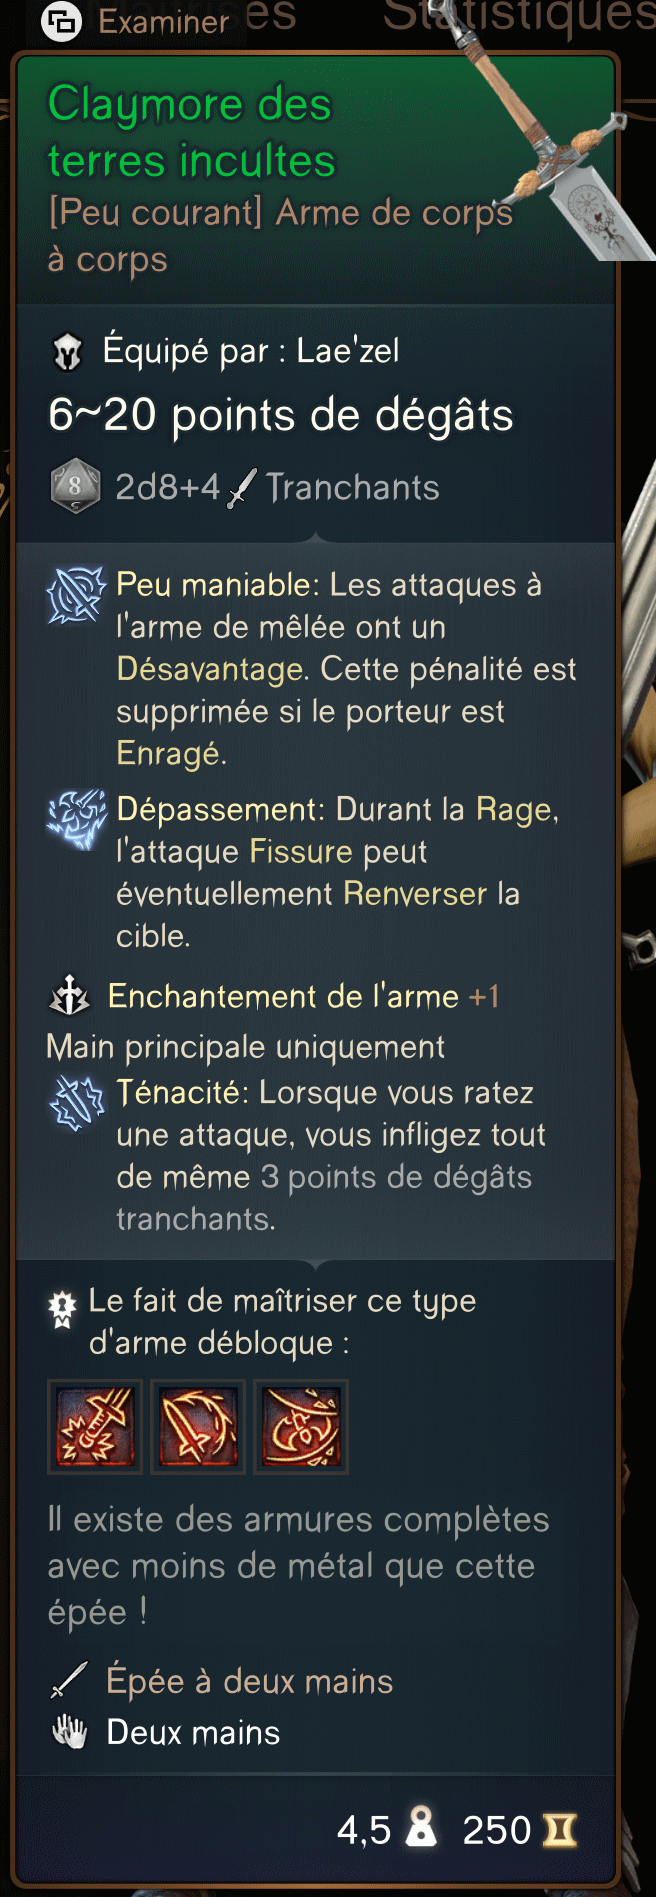 Maîtrises Statistiques
Examiner
Claymore des
terres incultes
[Peu courant] Arme de corps
à corps
Équipé par : Lae'zel
6~20 points de dégâts
8 2d8+4 Tranchants
Peu maniable: Les attaques à
l'arme de mêlée ont un
Désavantage. Cette pénalité est
supprimée si le porteur est
Enragé.
Dépassement: Durant la Rage,
l'attaque Fissure peut
éventuellement Renverser la
cible.
Enchantement de l'arme +1
Main principale uniquement
Ténacité: Lorsque vous ratez
une attaque, vous infligez tout
de même 3 points de dégâts
tranchants.
Le fait de maîtriser ce type
d'arme débloque :
Il existe des armures complètes
avec moins de métal que cette
épée !
Épée à deux mains
Deux mains
4,5 250